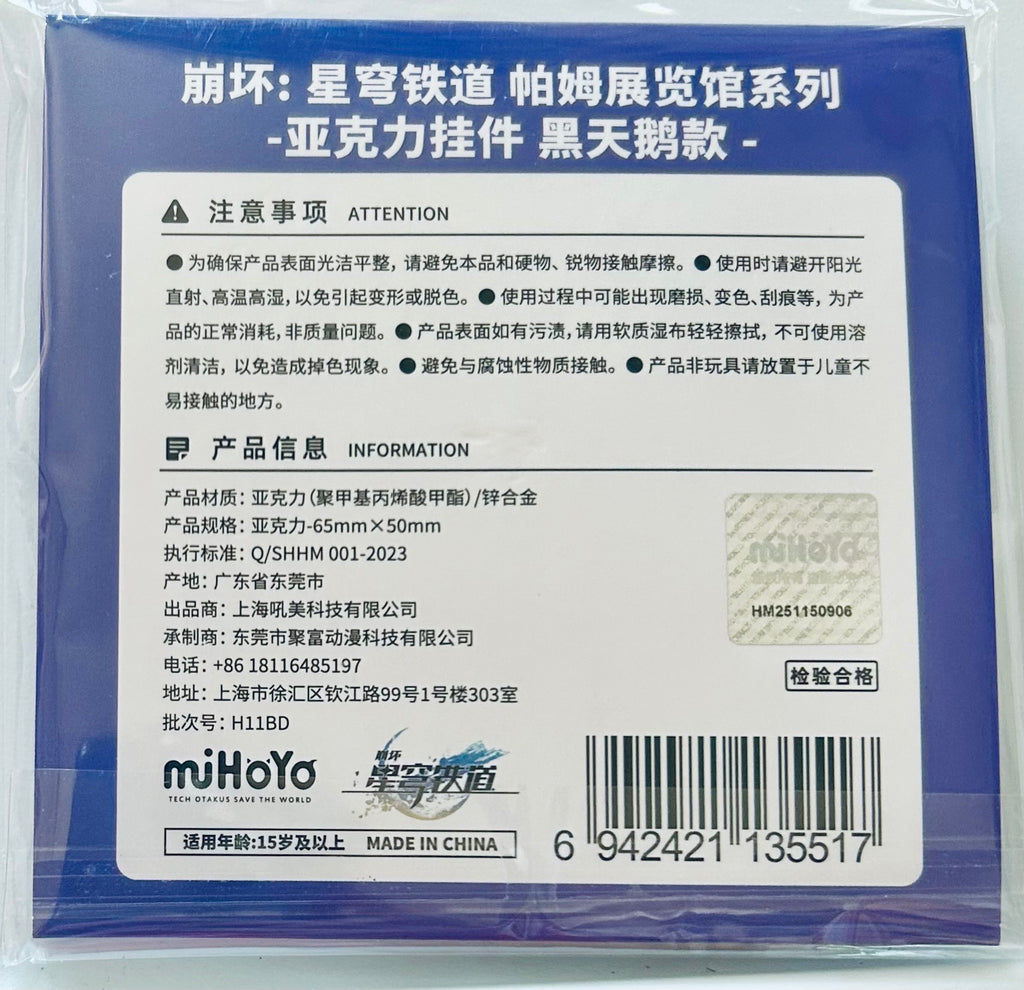 崩坏：星穹铁道 帕姆展览馆系列
-亚克力挂件 黑天鹅款 -
注意事项 ATTENTION
●为确保产品表面光洁平整，请避免本品和硬物、锐物接触摩擦。●使用时请避开阳光
直射、高温高湿，以免引起变形或脱色。●使用过程中可能出现磨损、变色、刮痕等，为产
品的正常消耗，非质量问题。●产品表面如有污渍，请用软质湿布轻轻擦拭，不可使用溶
剂清洁，以免造成掉色现象。●避免与腐蚀性物质接触。●产品非玩具请放置于儿童不
易接触的地方。
产品信息 INFORMATION
产品材质：亚克力（聚甲基丙烯酸甲酯）/锌合金
产品规格：亚克力-65mm×50mm
执行标准：Q/SHHM 001-2023
产地：广东省东莞市
出品商：上海吼美科技有限公司
承制商：东莞市聚富动漫科技有限公司
电话：+86 18116485197
地址：上海市徐汇区钦江路99号1号楼303室
批次号：H11BD
miHoYo
HM251150906
检验合格
miHoYo
TECH OTAKUS SAVE THE WORLD
崩坏
星穹铁道
适用年龄:15岁及以上 MADE IN CHINA
6 942421 135517